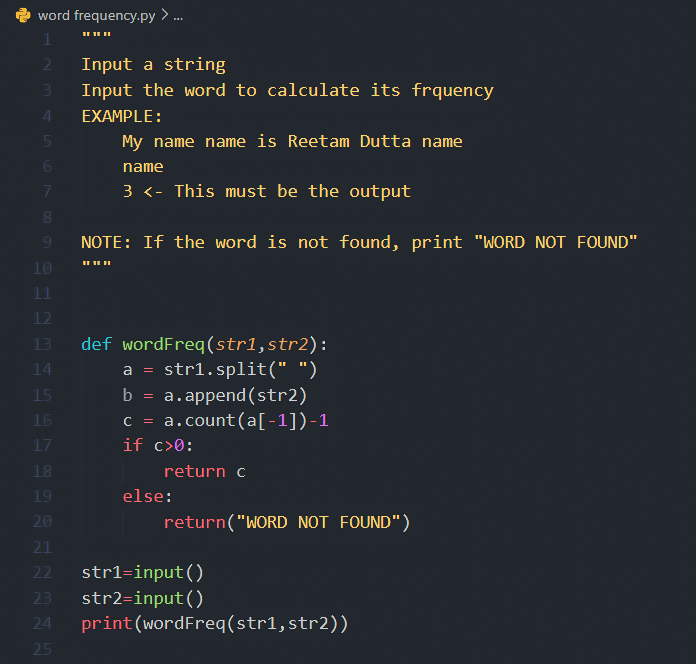 word frequency.py > ...
1 """
2 Input a string
3 Input the word to calculate its frquency
4 EXAMPLE:
5     My name name is Reetam Dutta name
6     name
7     3 <- This must be the output
8
9 NOTE: If the word is not found, print "WORD NOT FOUND"
10 """
11
12
13 def wordFreq(str1,str2):
14     a = str1.split(" ")
15     b = a.append(str2)
16     c = a.count(a[-1])-1
17     if c>0:
18         return c
19     else:
20         return("WORD NOT FOUND")
21
22 str1=input()
23 str2=input()
24 print(wordFreq(str1,str2))
25